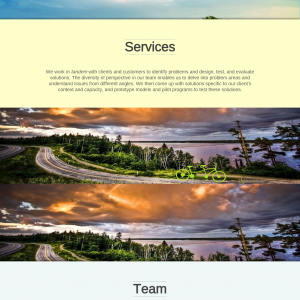 Services
We work in tandem with clients and customers to identify problems and design, test, and evaluate
solutions. The diversity of perspective in our team enables us to delve into problem areas and
understand issues from different angles. We then come up with solutions specific to our client's
context and capacity, and prototype models and pilot programs to test these solutions.
Team